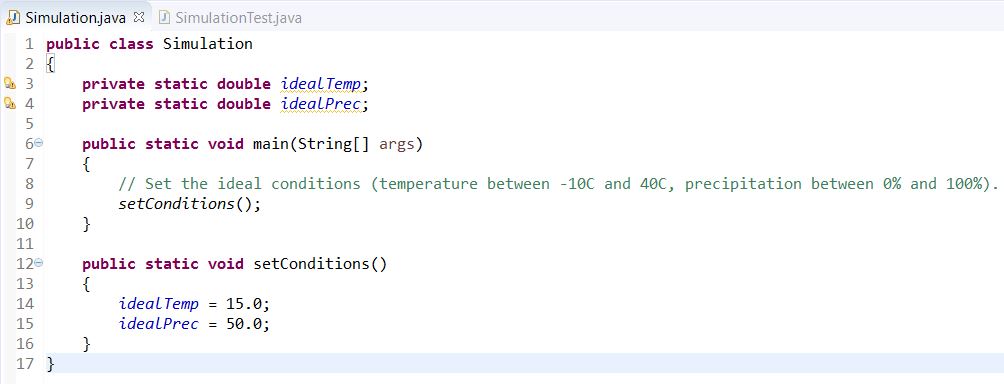 Simulation.java SimulationTest.java
1 public class Simulation
2 {
3 private static double idealTemp;
4 private static double idealPrec;
5
6 public static void main(String[] args)
7 {
8 // Set the ideal conditions (temperature between -10C and 40C, precipitation between 0% and 100%).
9 setConditions();
10 }
11
12 public static void setConditions()
13 {
14 idealTemp = 15.0;
15 idealPrec = 50.0;
16 }
17 }